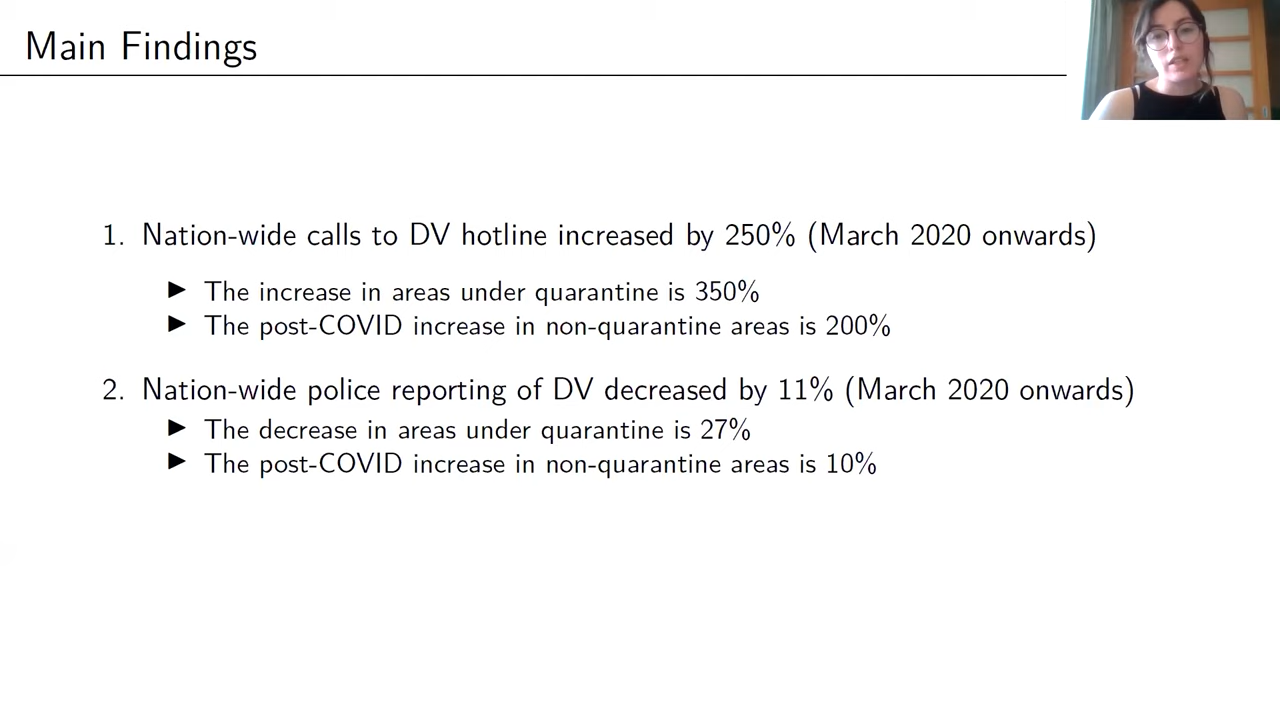 Main Findings
1. Nation-wide calls to DV hotline increased by 250% (March 2020 onwards)
▶ The increase in areas under quarantine is 350%
▶ The post-COVID increase in non-quarantine areas is 200%
2. Nation-wide police reporting of DV decreased by 11% (March 2020 onwards)
▶ The decrease in areas under quarantine is 27%
▶ The post-COVID increase in non-quarantine areas is 10%